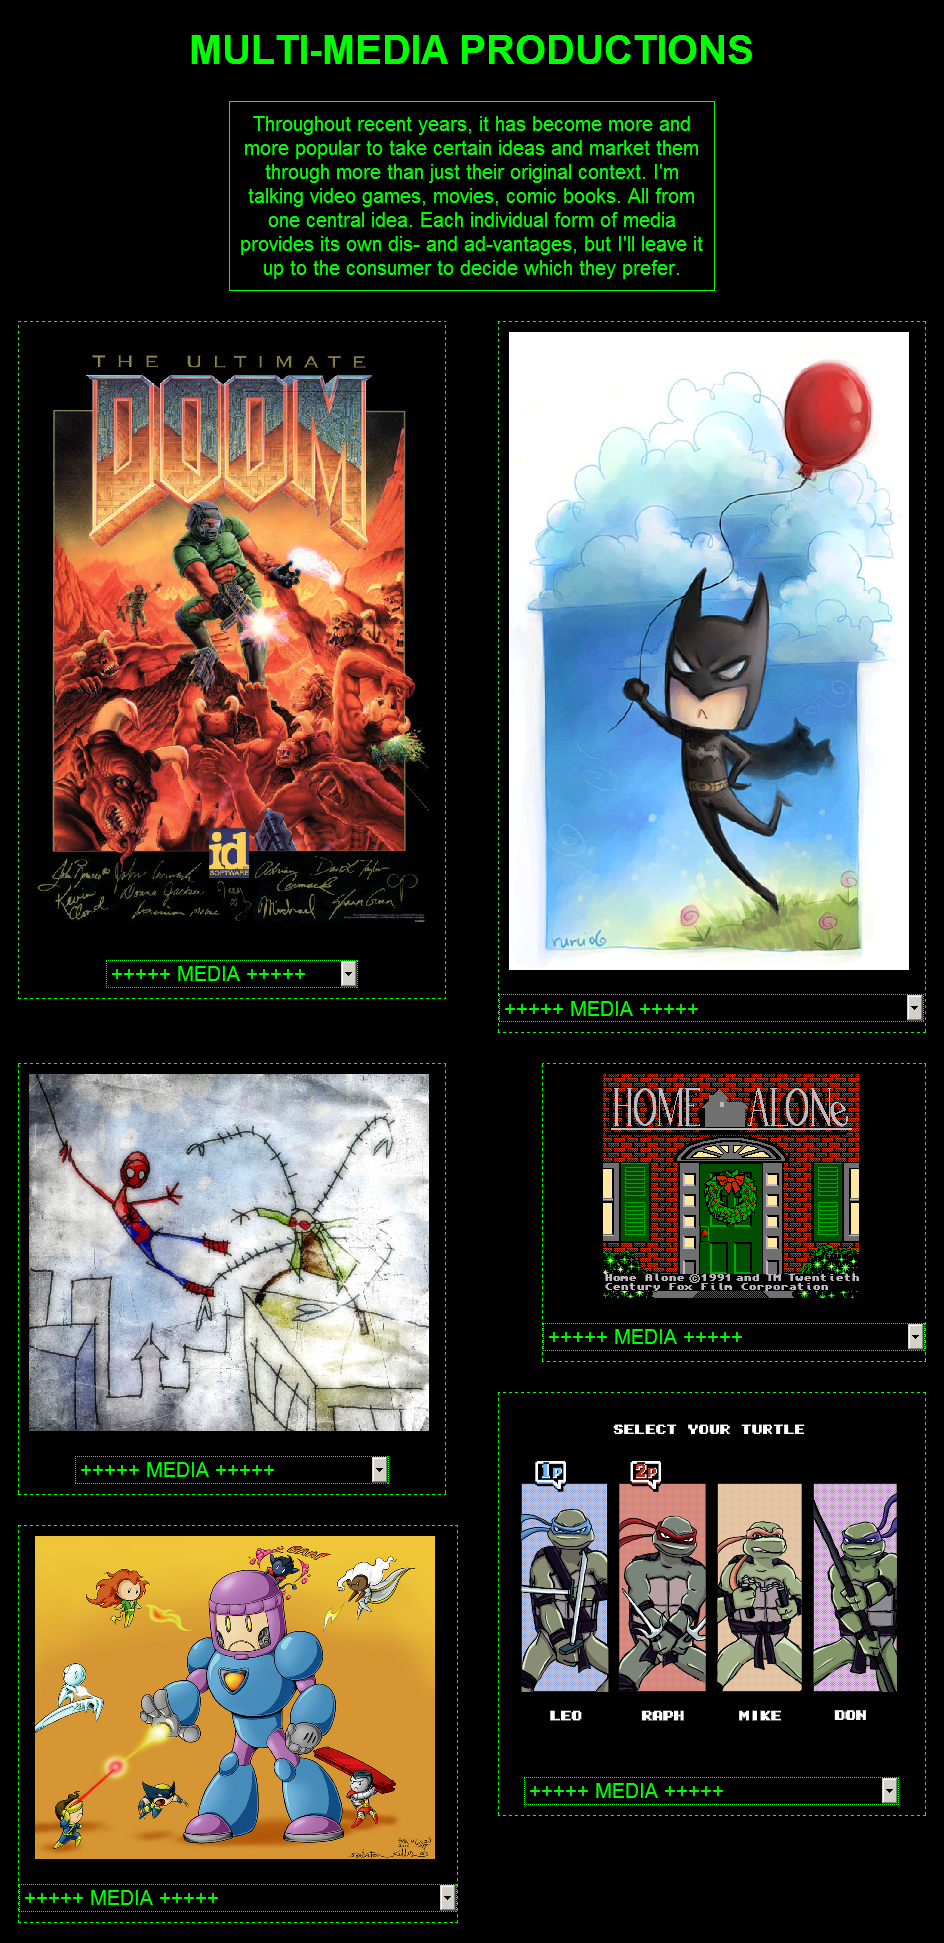 MULTI-MEDIA PRODUCTIONS
Throughout recent years, it has become more and
more popular to take certain ideas and market them
through more than just their original context. I'm
talking video games, movies, comic books. All from
one central idea. Each individual form of media
provides its own dis- and ad-vantages, but I'll leave it
up to the consumer to decide which they prefer.
THE ULTIMATE
DOOM
id
SOFTWARE
+++++ MEDIA +++++
+++++ MEDIA +++++
+++++ MEDIA +++++
HOME ALONe
Home Alone ©1991 and TM Twentieth
Century Fox Film Corporation
+++++ MEDIA +++++
SELECT YOUR TURTLE
1P 2P
LEO RAPH MIKE DON
+++++ MEDIA +++++
+++++ MEDIA +++++